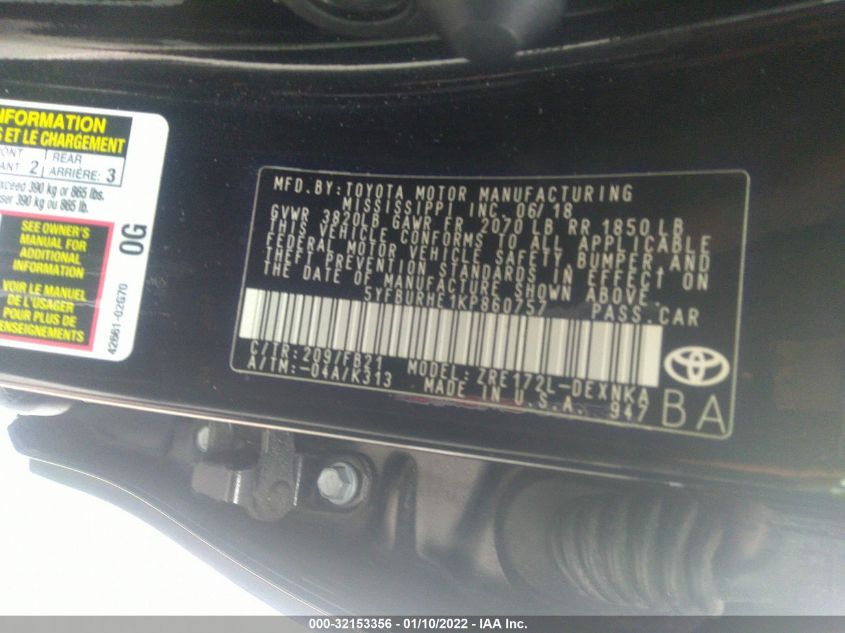 INFORMATION
S ET LE CHARGEMENT
ONT REAR
ANT 2 ARRIÈRE: 3
xceed 390 kg or 865 lbs.
ser 390 kg ou 865 lb.
SEE OWNER'S
MANUAL FOR
ADDITIONAL
INFORMATION
VOIR LE MANUEL
DE L'USAGER
POUR PLUS DE
ENSEIGNEMENTS
0G
42661-02G70
MFD.BY:TOYOTA MOTOR MANUFACTURING
MISSISSIPPI INC. 06/18
GVWR 3820LB GAWR FR 2070 LB RR 1850 LB
THIS VEHICLE CONFORMS TO ALL APPLICABLE
FEDERAL MOTOR VEHICLE SAFETY, BUMPER AND
THEFT PREVENTION STANDARDS IN EFFECT ON
THE DATE OF MANUFACTURE SHOWN ABOVE.
5YFBURHE1KP860757 PASS.CAR
C/TR:209/FB21 MODEL:ZRE172L-DEXNKA
A/TM:-04A/K313 MADE IN U.S.A. 947
BA
000-32153356 - 01/10/2022 - IAA Inc.